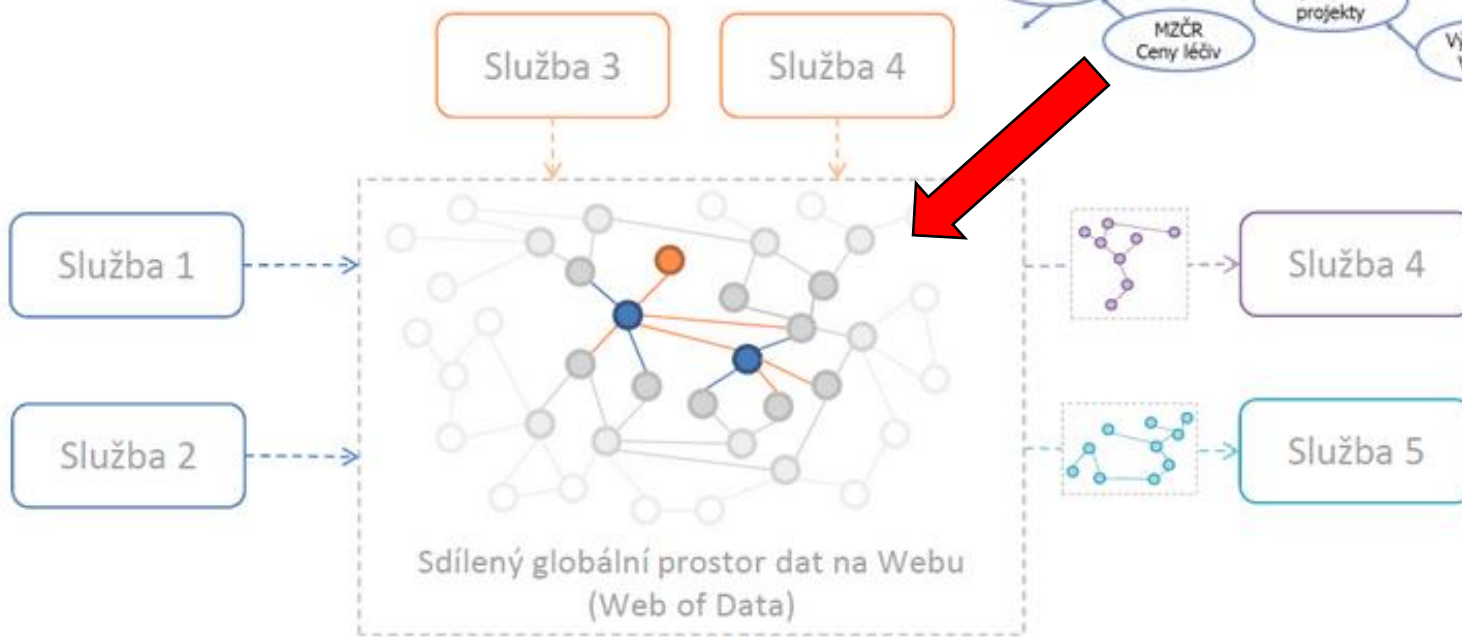 projekty
MZČR
Ceny léčiv
Služba 3
Služba 4
Služba 1
Služba 4
Služba 2
Služba 5
Sdílený globální prostor dat na Webu
(Web of Data)